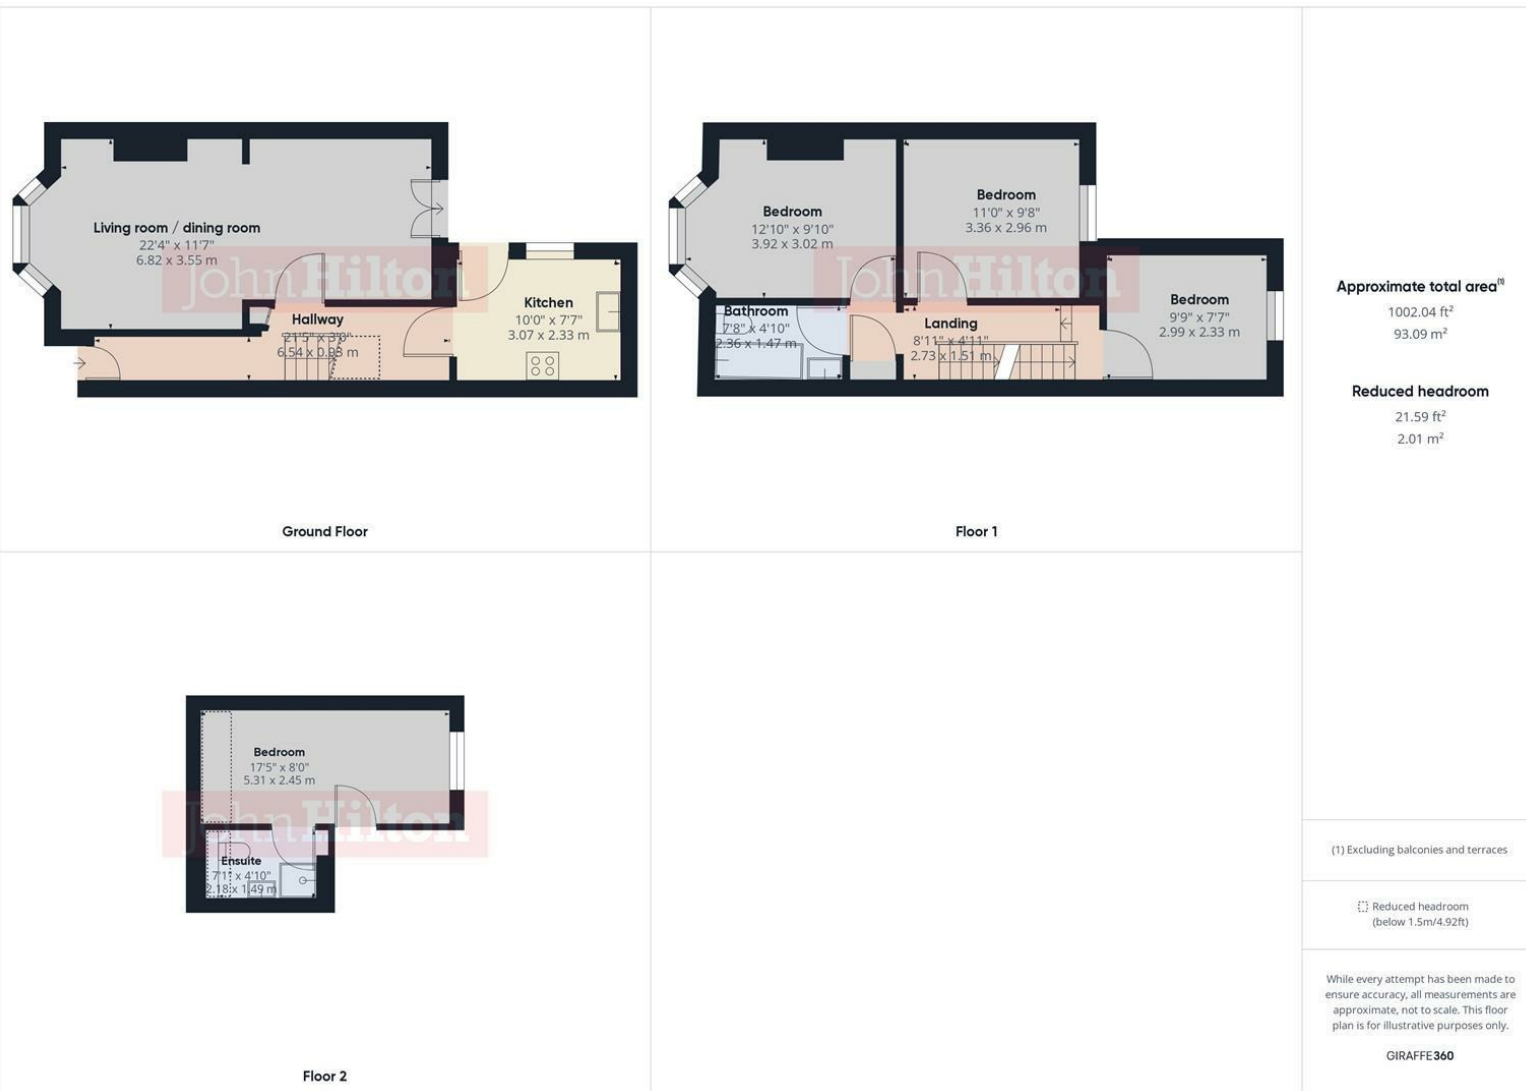 Living room / dining room
22'4" x 11'7"
6.82 x 3.55 m
Hallway
21'5" x 3'0"
6.54 x 0.93 m
Kitchen
10'0" x 7'7"
3.07 x 2.33 m
John Hilton
Ground Floor
Bedroom
12'10" x 9'10"
3.92 x 3.02 m
Bedroom
11'0" x 9'8"
3.36 x 2.96 m
Bedroom
9'9" x 7'7"
2.99 x 2.33 m
Bathroom
7'8" x 4'10"
2.36 x 1.47 m
Landing
8'11" x 4'11"
2.73 x 1.51 m
John Hilton
Floor 1
Bedroom
17'5" x 8'0"
5.31 x 2.45 m
John Hilton
Ensuite
7'1" x 4'10"
2.18 x 1.49 m
Floor 2
Approximate total area(1)
1002.04 ft²
93.09 m²
Reduced headroom
21.59 ft²
2.01 m²
(1) Excluding balconies and terraces
Reduced headroom
(below 1.5m/4.92ft)
While every attempt has been made to
ensure accuracy, all measurements are
approximate, not to scale. This floor
plan is for illustrative purposes only.
GIRAFFE360